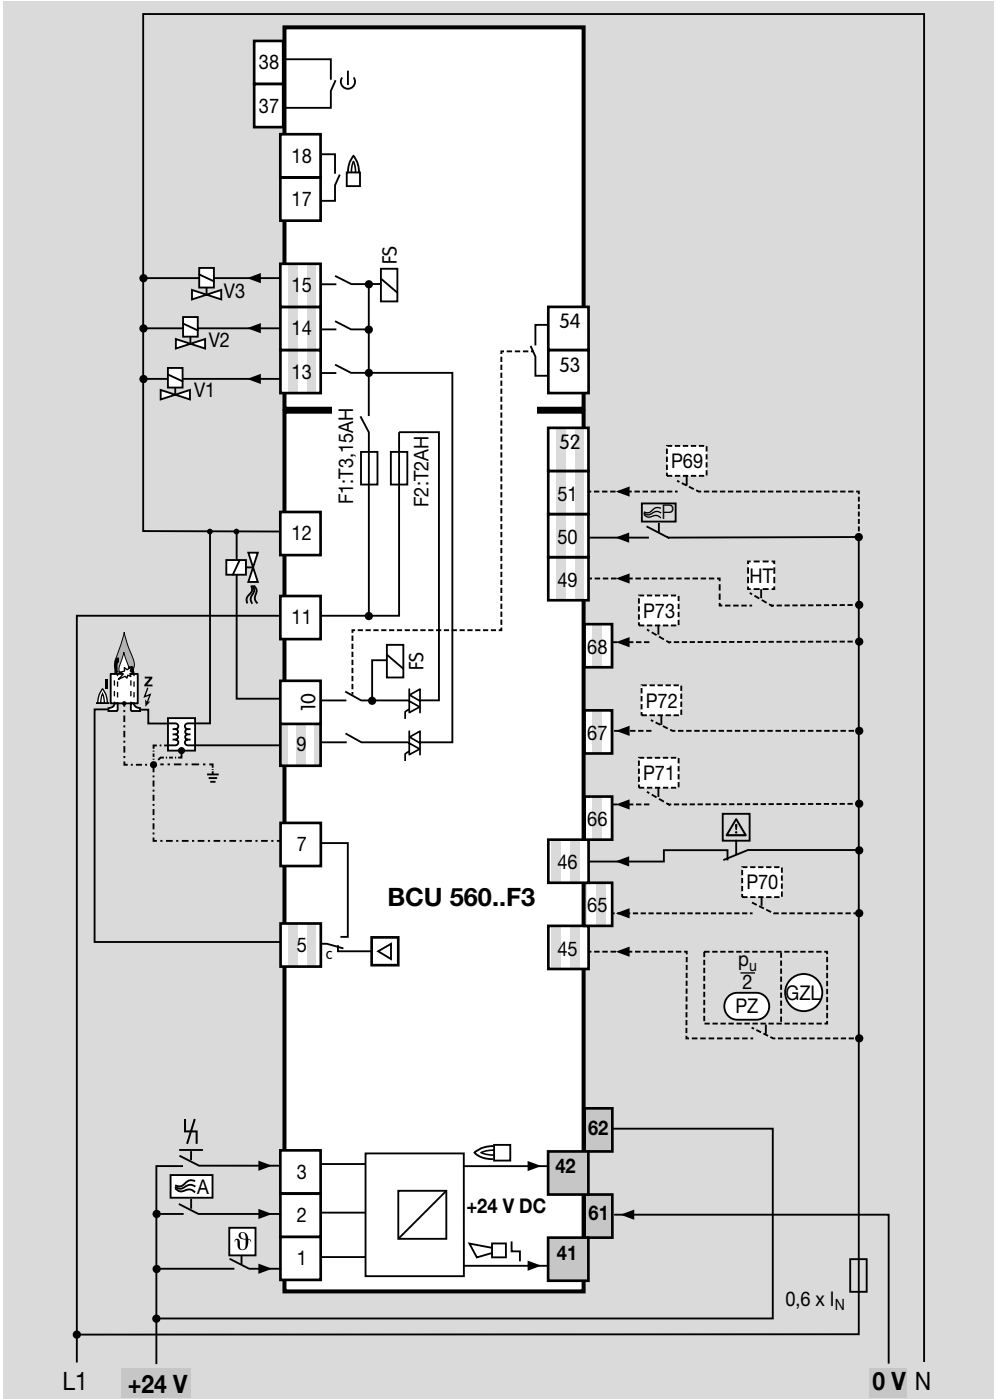 38
37
18
17
FS
15
V3
54
14
V2
53
13
V1
F1:T3,15AH
F2:T2AH
52
P69
51
12
P
50
HT
49
11
P73
68
FS
Z
10
P72
67
9
P71
66
7
46
BCU 560..F3
P70
65
5
c
45
pu
2
PZ
GZL
62
3
42
A
+24 V DC
2
61
ϑ
41
1
0,6 x IN
L1
+24 V
0 V
N